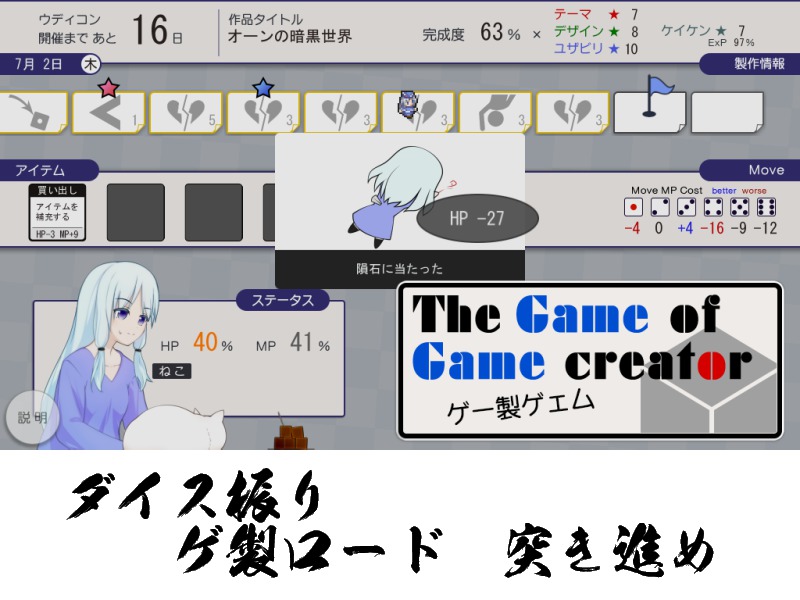 ウディコン
開催まで あと 16 日
作品タイトル
オーンの暗黒世界
完成度 63 % ×
テーマ ★ 7
デザイン ★ 8
ユザビリ ★ 10
ケイケン ★ 7
ExP 97%
7月 2日 木
製作情報
1 5 3 3 3 3 3
アイテム
Move
買い出し
アイテムを
補充する
HP-3 MP+9
Move MP Cost better worse
-4 0 +4 -16 -9 -12
HP -27
隕石に当たった
ステータス
HP 40 % MP 41 %
ねこ
説明
The Game of
Game creator
ゲー製ゲエム
ダイス振り
ゲ製ロード 突き進め